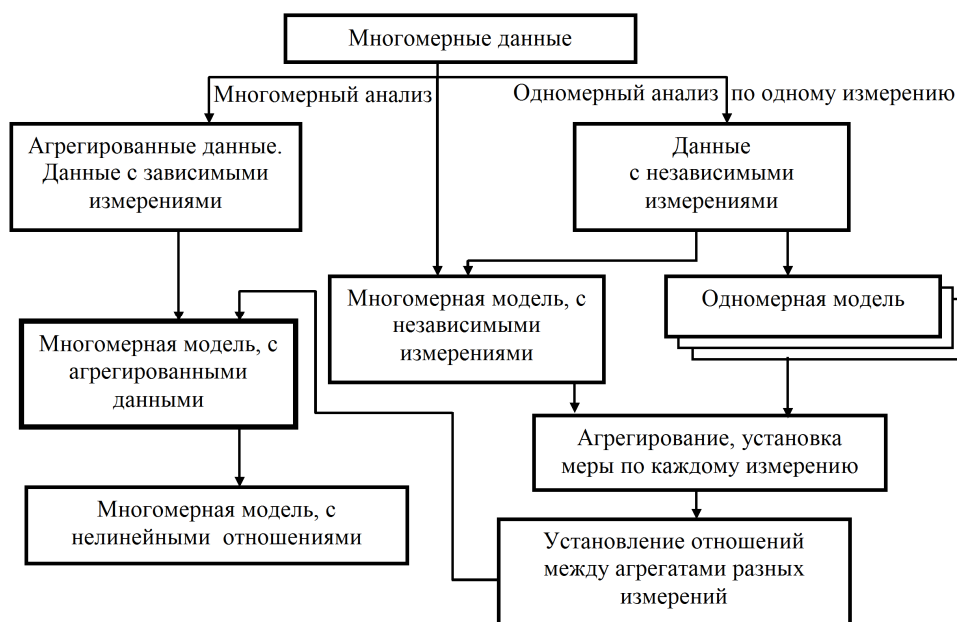 Многомерные данные
Многомерный анализ
Одномерный анализ по одному измерению
Агрегированные данные.
Данные с зависимыми
измерениями
Данные
с независимыми
измерениями
Многомерная модель, с
независимыми
измерениями
Одномерная модель
Многомерная модель, с
агрегированными
данными
Агрегирование, установка
меры по каждому измерению
Многомерная модель, с
нелинейными отношениями
Установление отношений
между агрегатами разных
измерений